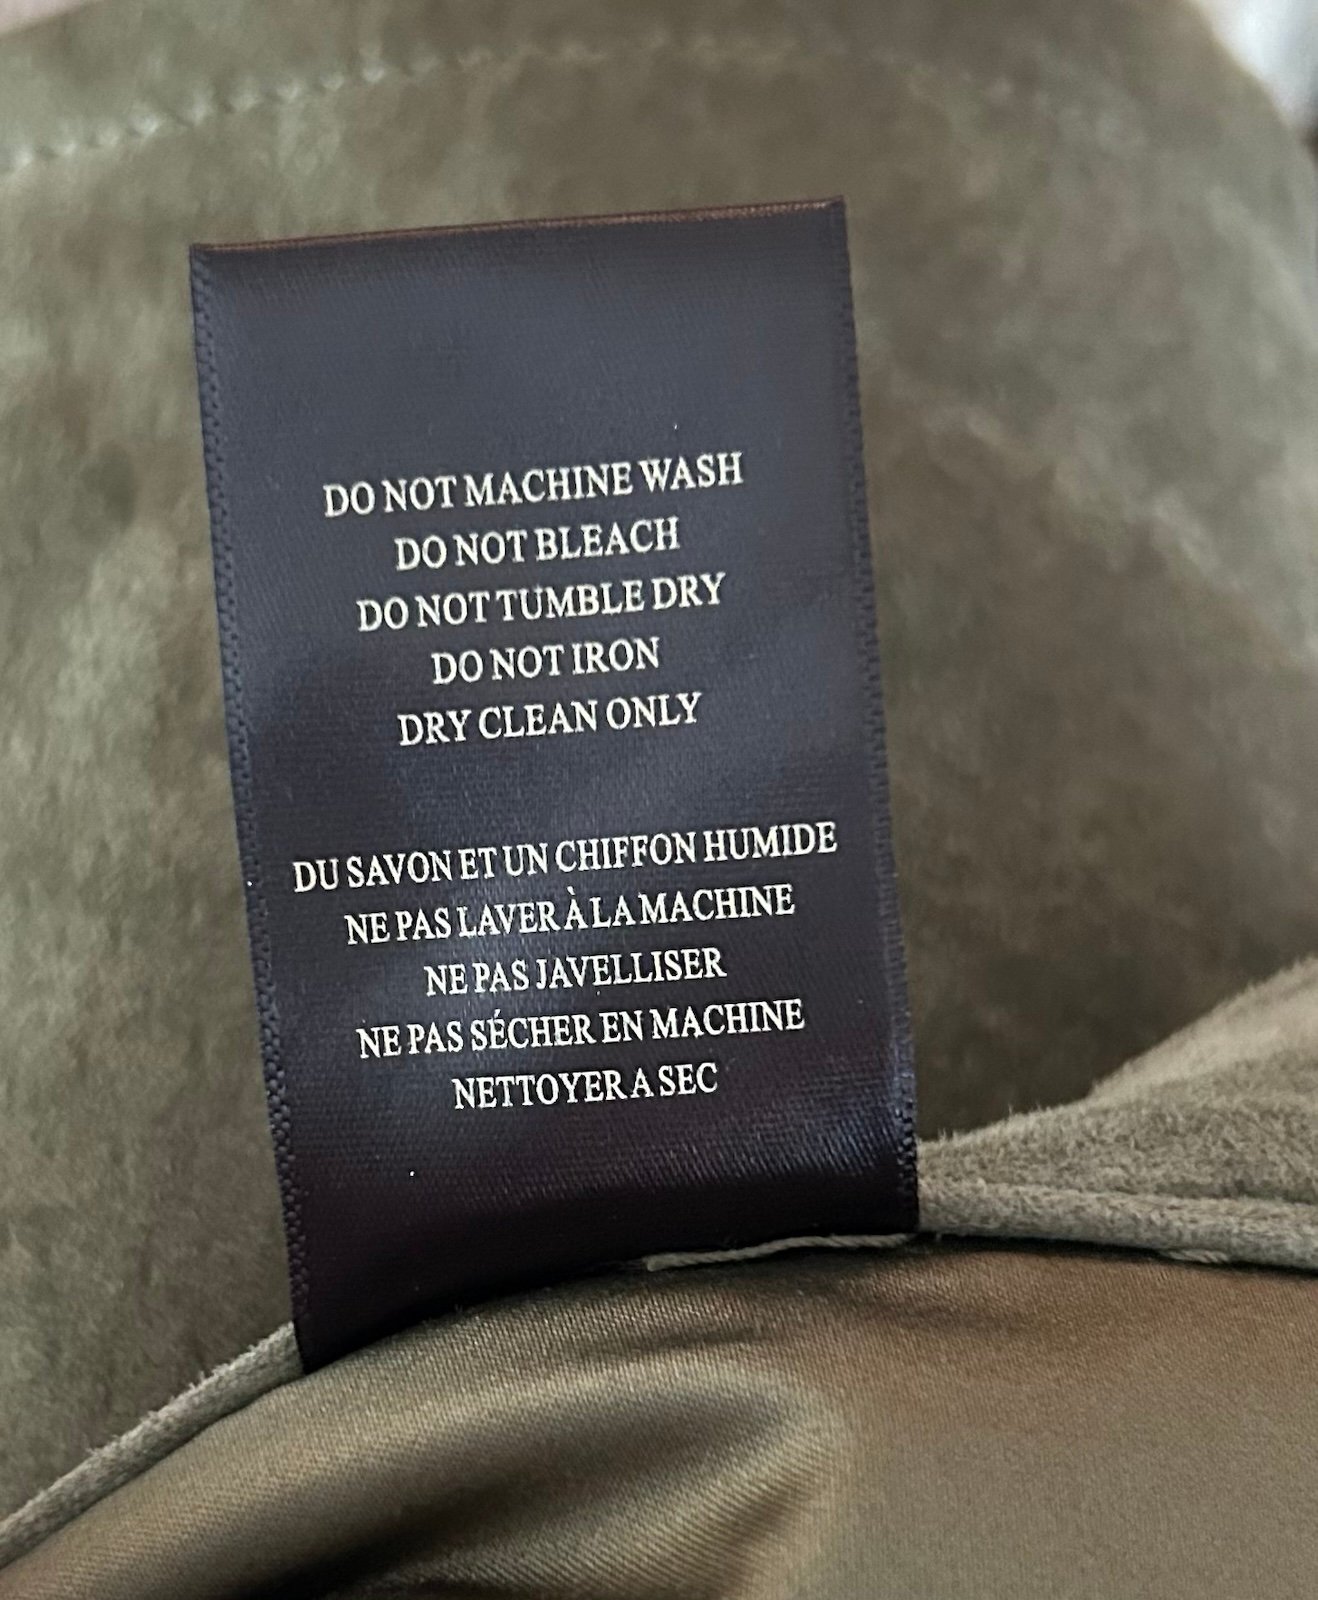 DO NOT MACHINE WASH
DO NOT BLEACH
DO NOT TUMBLE DRY
DO NOT IRON
DRY CLEAN ONLY
DU SAVON ET UN CHIFFON HUMIDE
NE PAS LAVER À LA MACHINE
NE PAS JAVELLISER
NE PAS SÉCHER EN MACHINE
NETTOYER A SEC